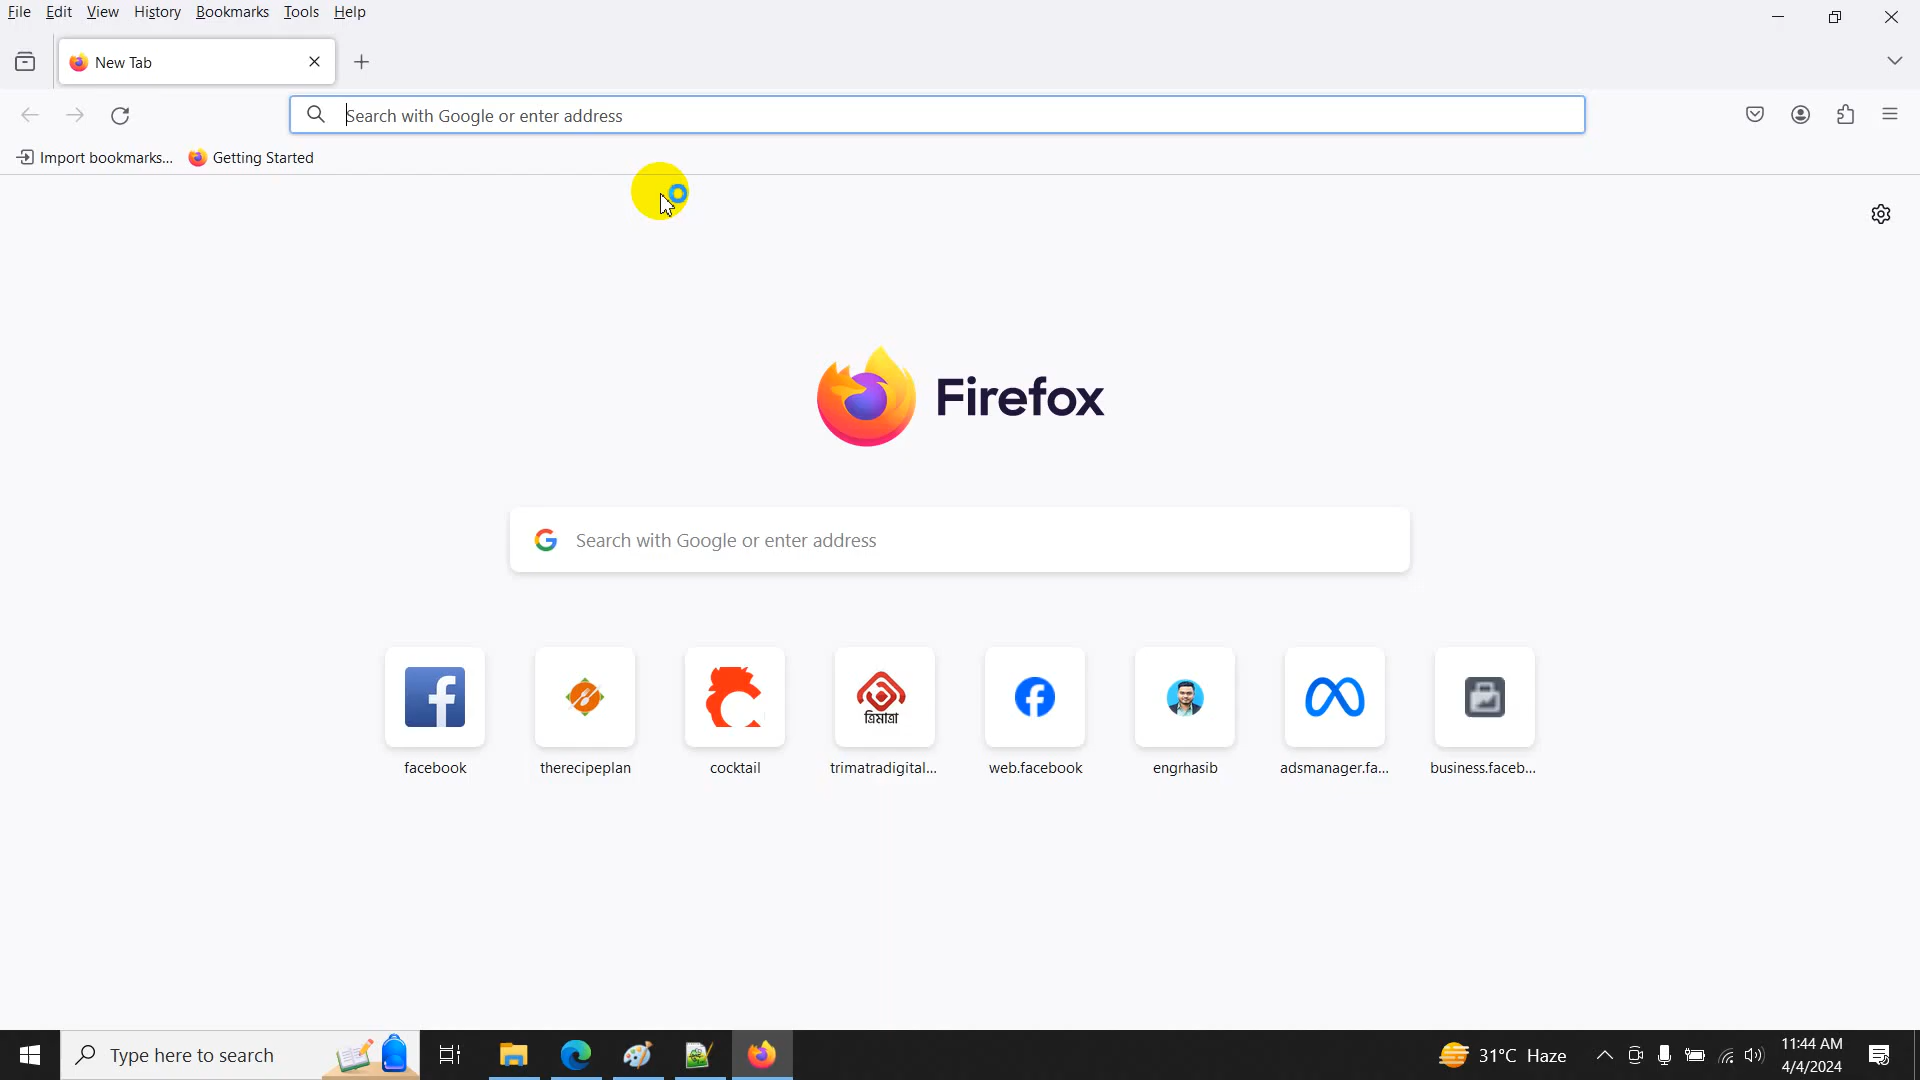 File Edit View History Bookmarks Tools Help
New Tab
Search with Google or enter address
Import bookmarks... Getting Started
Firefox
Search with Google or enter address
ত্রিমাত্রা
facebook therecipeplan cocktail trimatradigital... web.facebook engrhasib adsmanager.fa... business.faceb...
Type here to search 31°C Haze 11:44 AM
4/4/2024